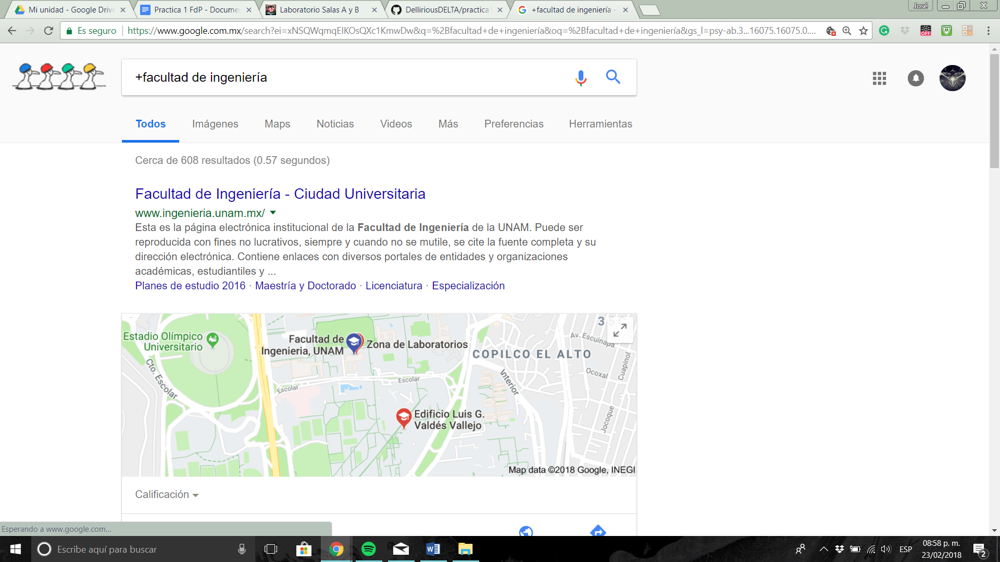 Mi unidad - Google Drive
Practica 1 FdP - Docume
Laboratorio Salas A y B
DelliriousDELTA/practica1
+facultad de ingeniería -
José
Es seguro
https://www.google.com.mx/search?ei=xNSQWqmqEIKOsQXc1KmwDw&q=%2Bfacultad+de+ingeniería&oq=%2Bfacultad+de+ingeniería&gs_l=psy-ab.3...16075.16075.0....
OFF
+facultad de ingeniería
Todos
Imágenes
Maps
Noticias
Videos
Más
Preferencias
Herramientas
Cerca de 608 resultados (0.57 segundos)
Facultad de Ingeniería - Ciudad Universitaria
www.ingenieria.unam.mx/
Esta es la página electrónica institucional de la Facultad de Ingeniería de la UNAM. Puede ser
reproducida con fines no lucrativos, siempre y cuando no se mutile, se cite la fuente completa y su
dirección electrónica. Contiene enlaces con diversos portales de entidades y organizaciones
académicas, estudiantiles y ...
Planes de estudio 2016 · Maestría y Doctorado · Licenciatura · Especialización
Estadio Olímpico
Universitario
Facultad de
Ingenieria, UNAM
Zona de Laboratorios
COPILCO EL ALTO
Av. Escuinapa
Cuapinol
Ocoxal
Jocoque
Interior
Cto. Escolar
Escolar
Escolar
Edificio Luis G.
Valdés Vallejo
Map data ©2018 Google, INEGI
Calificación
Esperando a www.google.com...
Escribe aquí para buscar
ESP
08:58 p. m.
23/02/2018
2